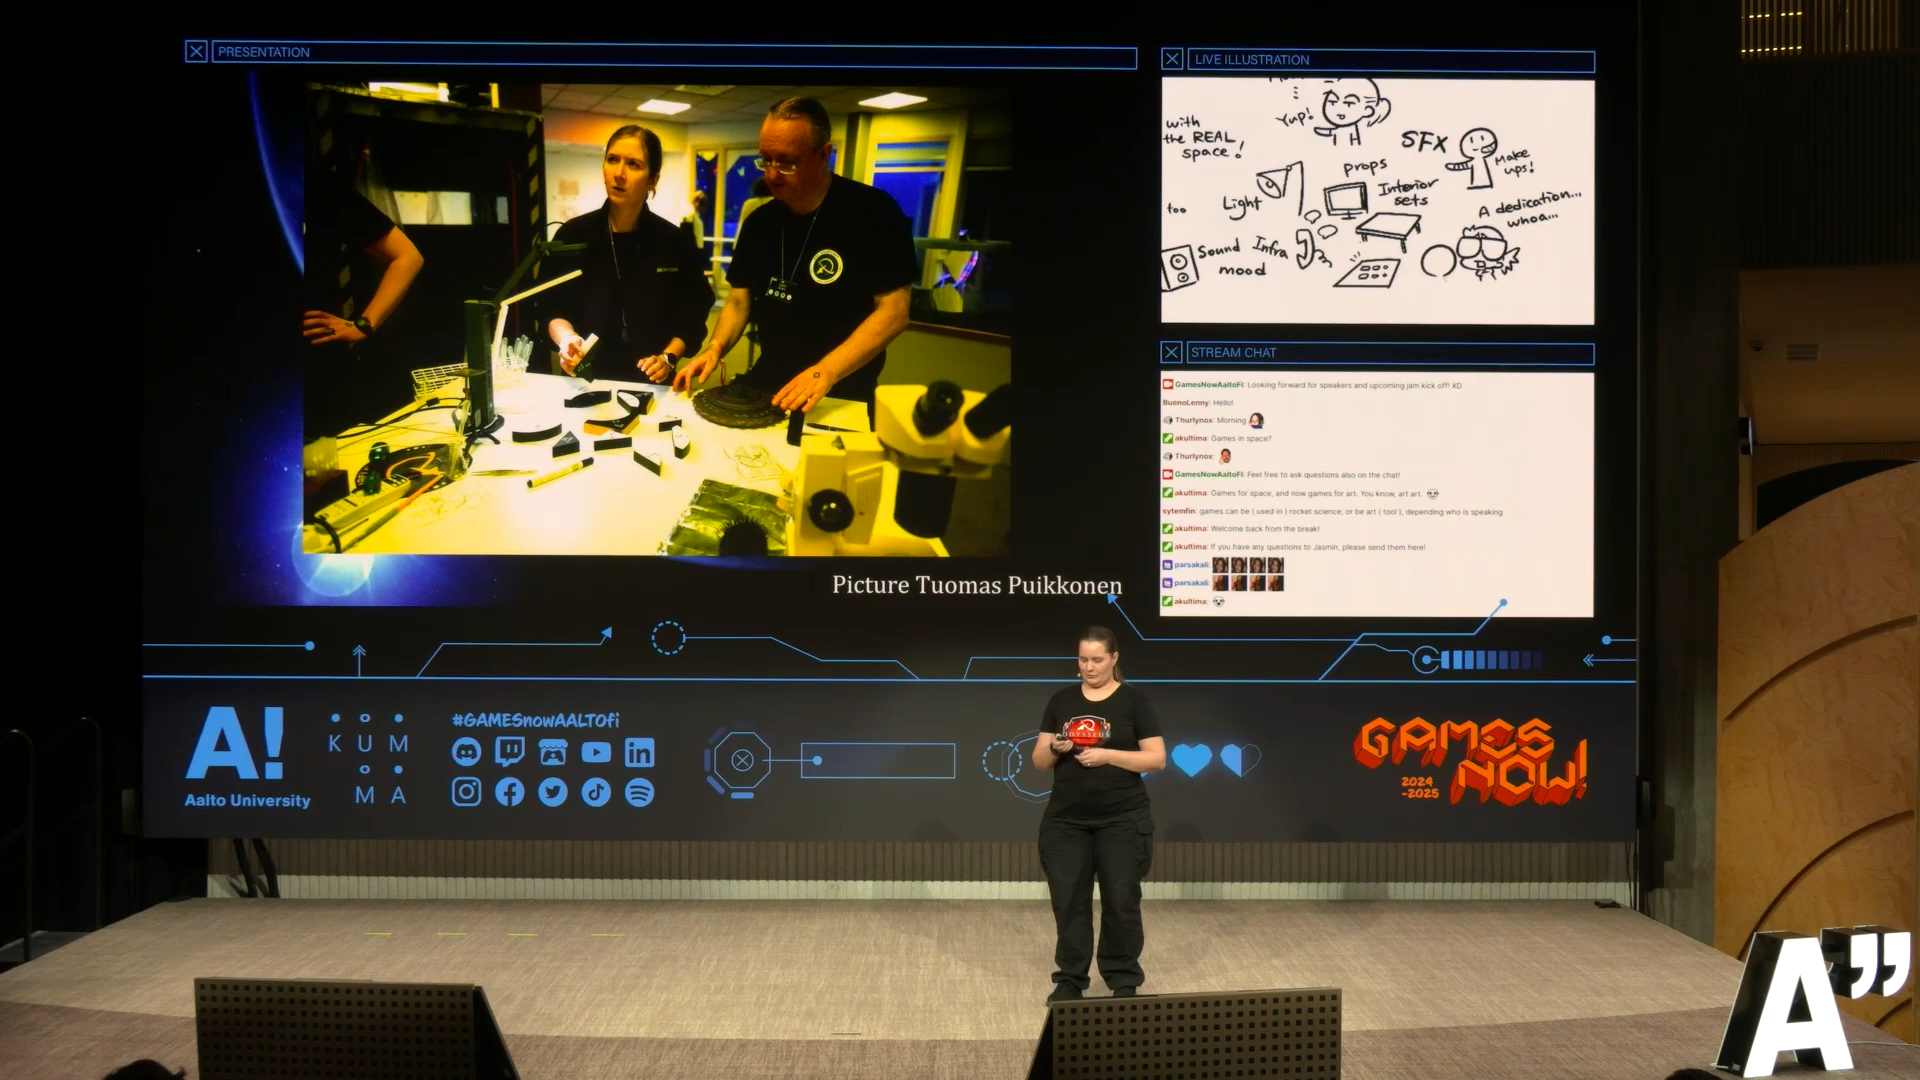 PRESENTATION
Picture Tuomas Puikkonen
LIVE ILLUSTRATION
Yup!
with
the REAL
space!
SFX
Make
ups!
props
Interior
sets
Light
too
A dedication...
whoa...
Sound Infra
mood
STREAM CHAT
GamesNowAaltoFi: Looking forward for speakers and upcoming jam kick off! XD
BuenoLenny: Hello!
Thurlynox: Morning
akultima: Games in space?
Thurlynox:
GamesNowAaltoFi: Feel free to ask questions also on the chat!
akultima: Games for space, and now games for art. You know, art art.
sytemfin: games can be ( used in ) rocket science, or be art ( tool ), depending who is speaking
akultima: Welcome back from the break!
akultima: If you have any questions to Jasmin, please send them here!
parsakali:
parsakali:
akultima:
A!
Aalto University
K U M
M A
#GAMESnowAALTOfi
in
ODYSSEUS
GAMES
NOW!
2024
-2025
A”